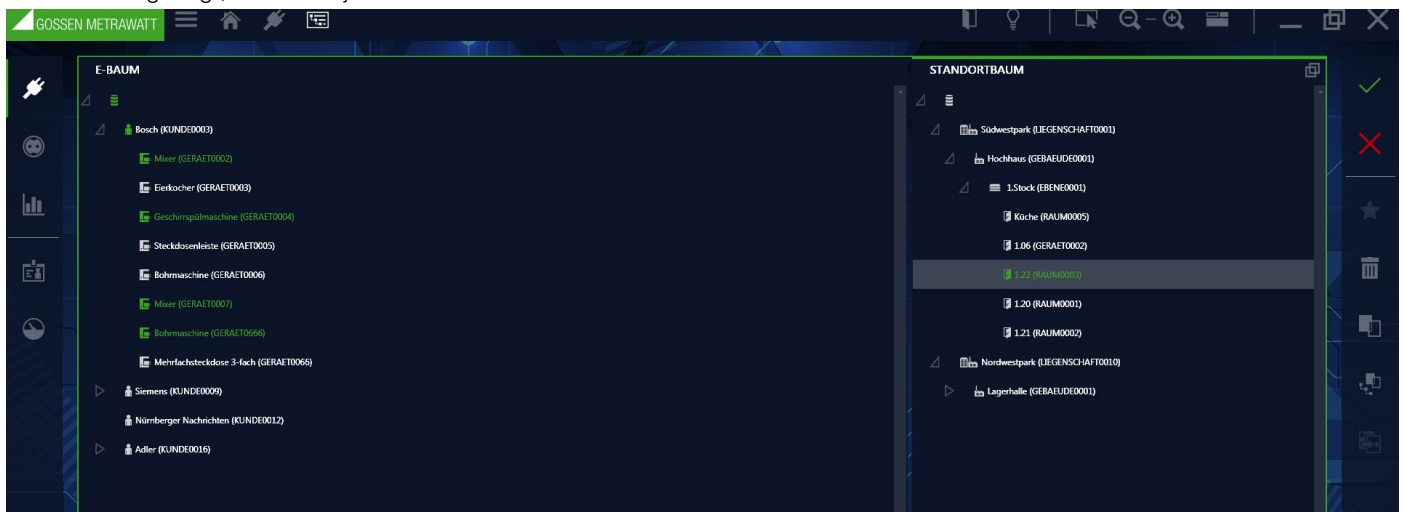 GOSSEN METRAWATT
E-BAUM
Bosch (KUNDE0003)
Mixer (GERAET0002)
Eierkocher (GERAET0003)
Geschirrspülmaschine (GERAET0004)
Steckdosenleiste (GERAET0005)
Bohrmaschine (GERAET0006)
Mixer (GERAET0007)
Bohrmaschine (GERAET0666)
Mehrfachsteckdose 3-fach (GERAET0066)
Siemens (KUNDE0009)
Nürnberger Nachrichten (KUNDE0012)
Adler (KUNDE0016)
STANDORTBAUM
Südwestpark (LIEGENSCHAFT0001)
Hochhaus (GEBAEUDE0001)
1.Stock (EBENE0001)
Küche (RAUM0005)
1.06 (GERAET0002)
1.22 (RAUM0003)
1.20 (RAUM0001)
1.21 (RAUM0002)
Nordwestpark (LIEGENSCHAFT0010)
Lagerhalle (GEBAEUDE0001)